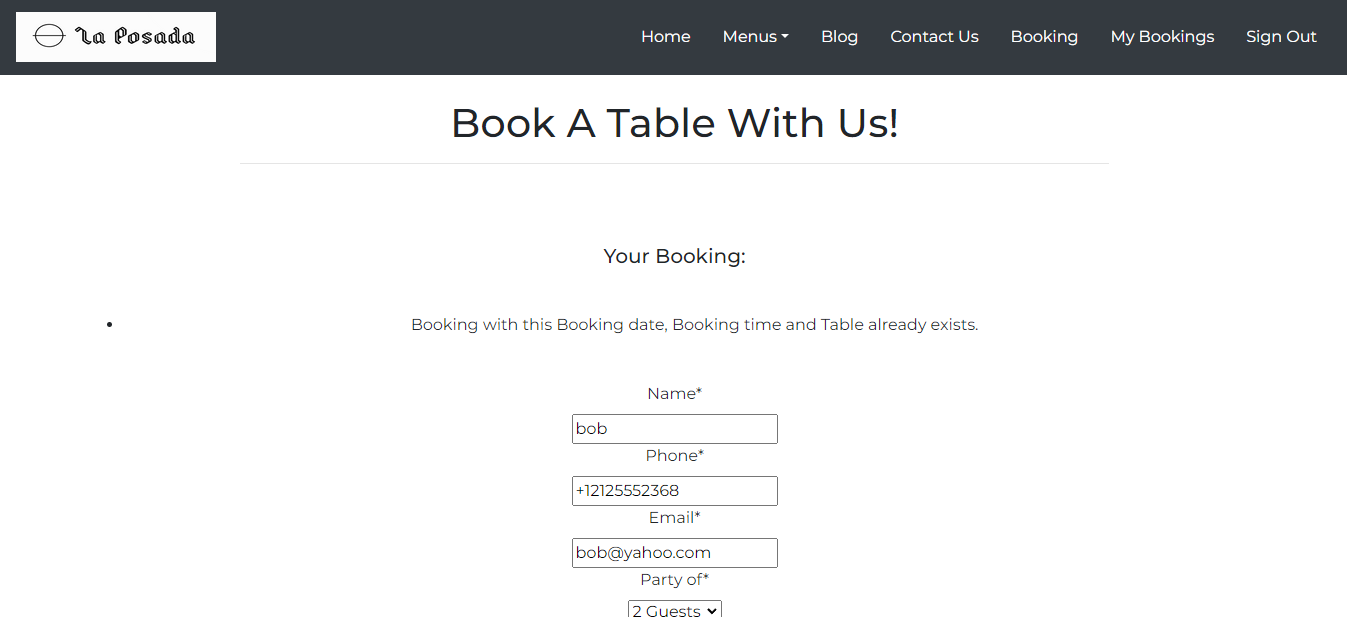 La Posada
Home Menus Blog Contact Us Booking My Bookings Sign Out
Book A Table With Us!
Your Booking:
Booking with this Booking date, Booking time and Table already exists.
Name*
bob
Phone*
+12125552368
Email*
bob@yahoo.com
Party of*
2 Guests